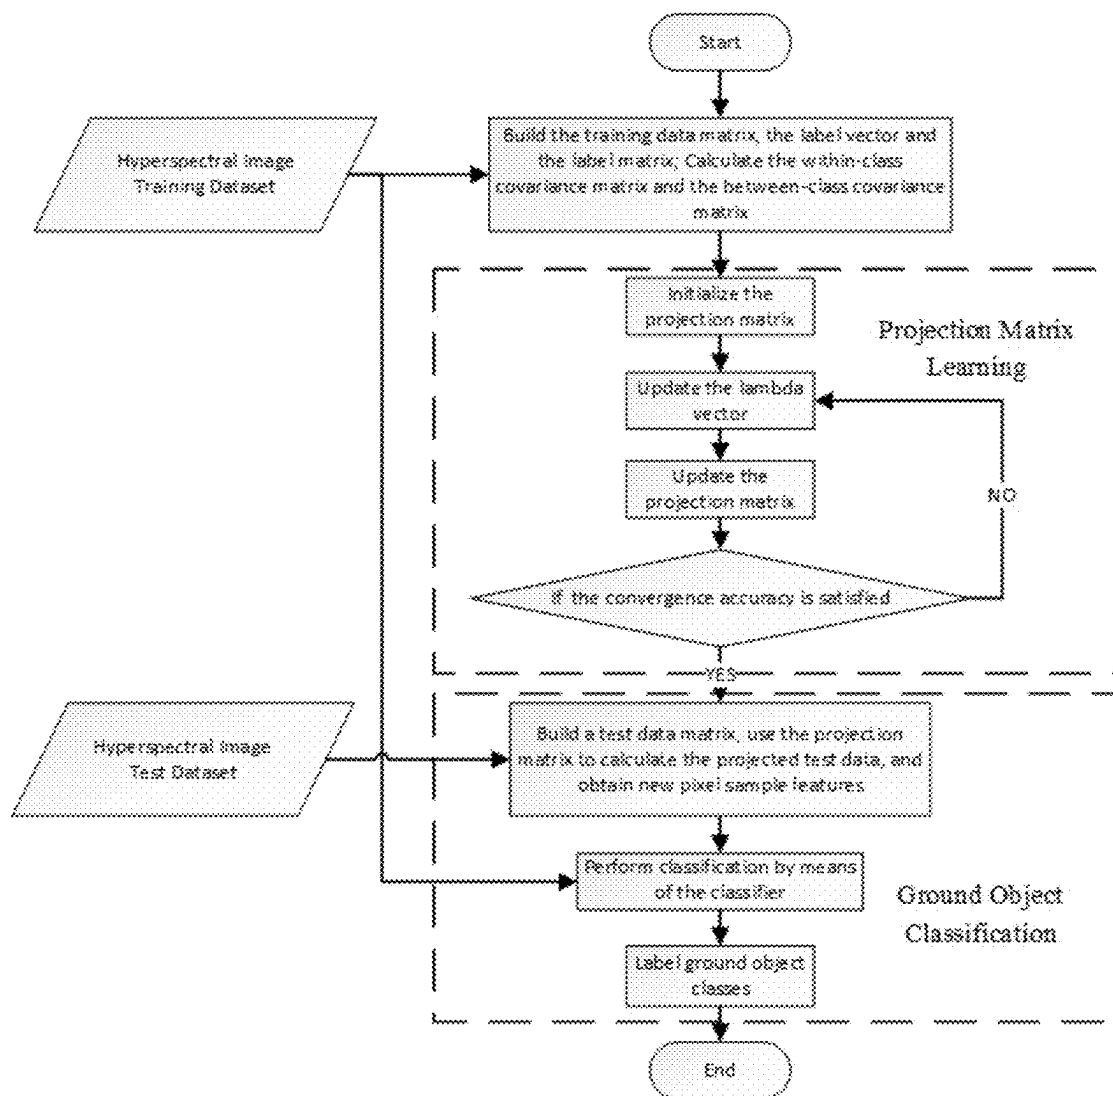 Start
Hyperspectral Image
Training Dataset
Build the training data matrix, the label vector and
the label matrix; Calculate the within-class
covariance matrix and the between-class covariance
matrix
Initialize the
projection matrix
Projection Matrix
Learning
Update the lambda
vector
Update the
projection matrix
NO
If the convergence accuracy is satisfied
YES
Hyperspectral Image
Test Dataset
Build a test data matrix, use the projection
matrix to calculate the projected test data, and
obtain new pixel sample features
Perform classification by means
of the classifier
Ground Object
Classification
Label ground object
classes
End